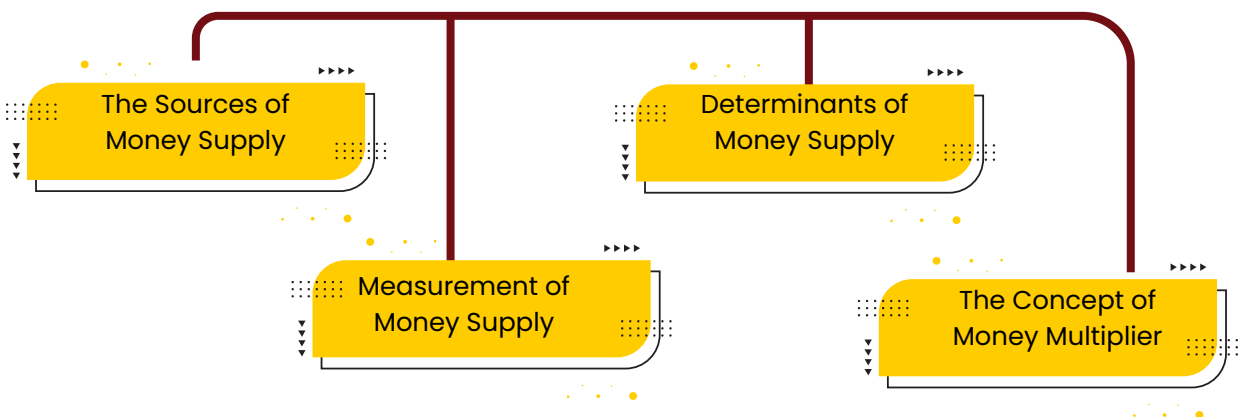 The Sources of
Money Supply
Measurement of
Money Supply
Determinants of
Money Supply
The Concept of
Money Multiplier